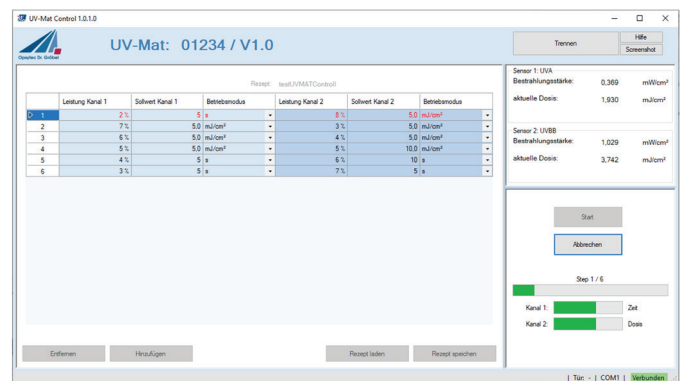 UV-Mat Control 1.0.1.0
Opsytec Dr. Gröbel
UV-Mat: 01234 / V1.0
Trennen
Hilfe
Screenshot
Rezept: testUVMATControll
Leistung Kanal 1 Sollwert Kanal 1 Betriebsmodus Leistung Kanal 2 Sollwert Kanal 2 Betriebsmodus
1 2 % 5 s 8 % 5,0 mJ/cm²
2 7 % 5,0 mJ/cm² 3 % 5,0 mJ/cm²
3 6 % 5,0 mJ/cm² 4 % 5,0 mJ/cm²
4 5 % 5,0 mJ/cm² 5 % 10,0 mJ/cm²
5 4 % 5 s 6 % 10 s
6 3 % 5 s 7 % 5 s
Entfernen Hinzufügen Rezept laden Rezept speichern
Sensor 1: UVA
Bestrahlungsstärke: 0,369 mW/cm²
aktuelle Dosis: 1,930 mJ/cm²
Sensor 2: UVBB
Bestrahlungsstärke: 1,029 mW/cm²
aktuelle Dosis: 3,742 mJ/cm²
Start
Abbrechen
Step 1 / 6
Kanal 1: Zeit
Kanal 2: Dosis
| Tür: - | COM1 | Verbunden